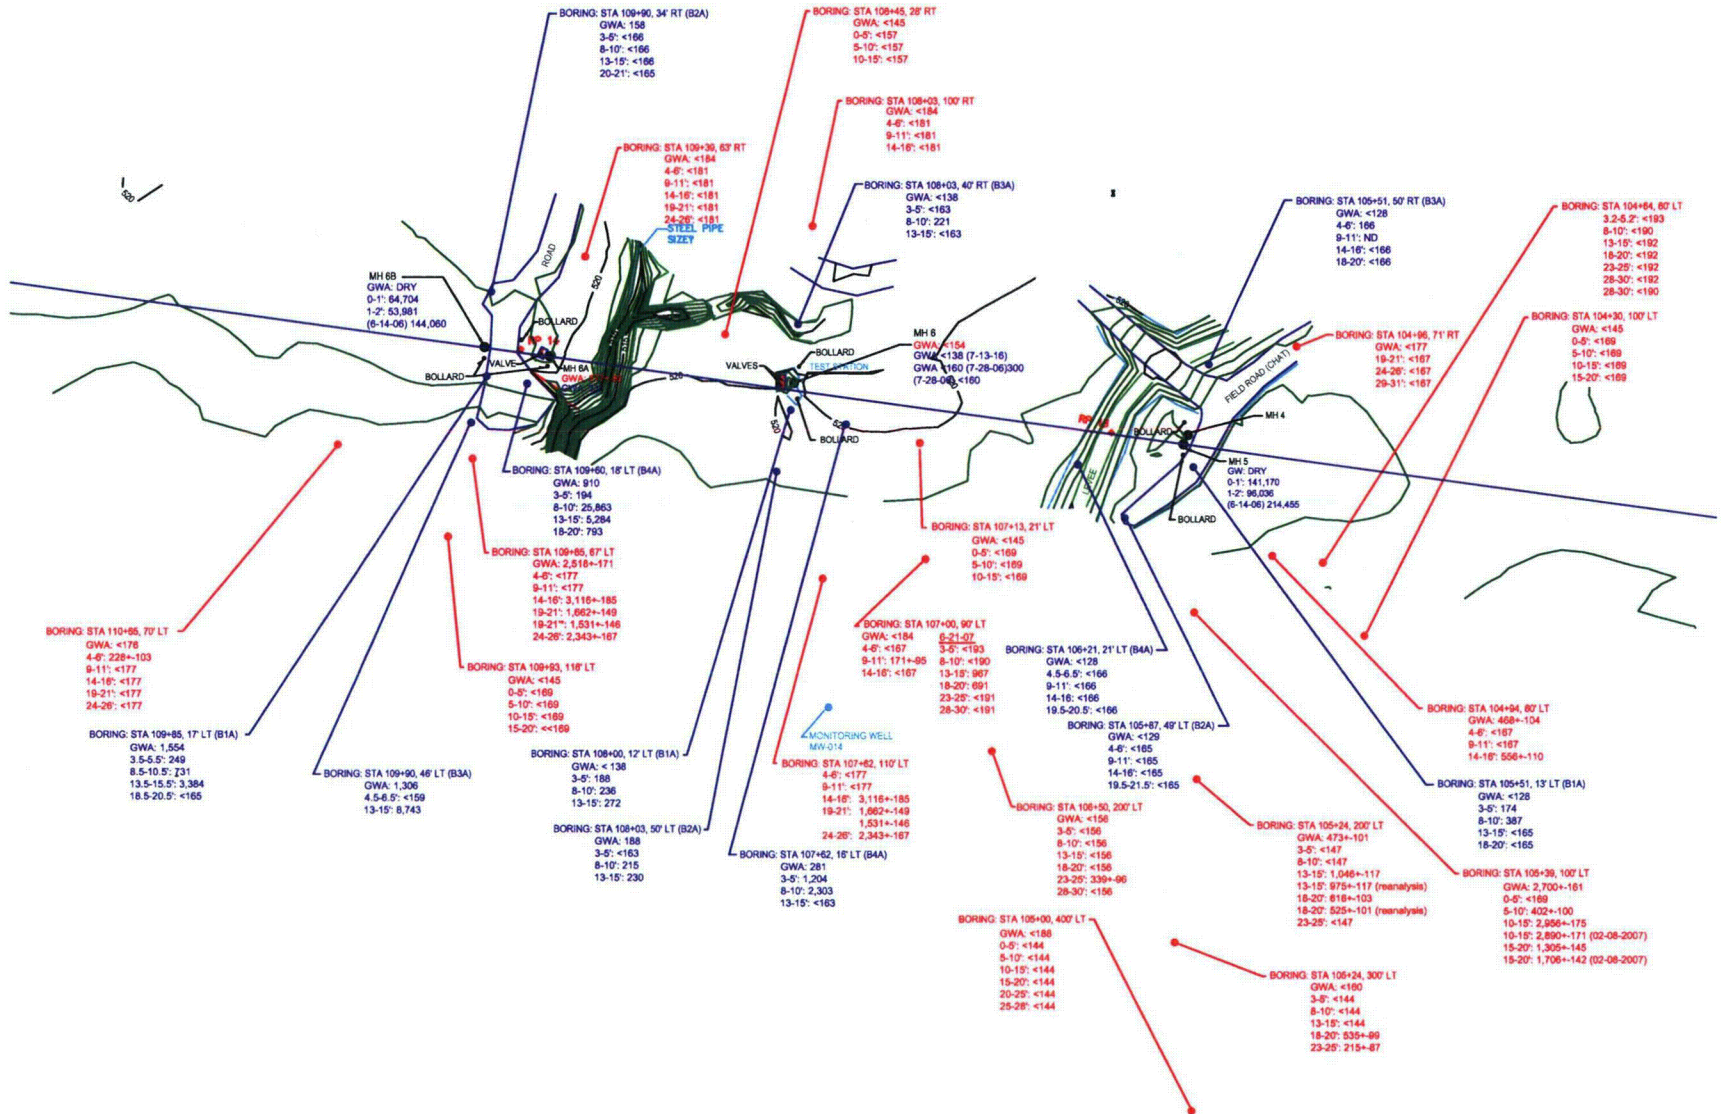 BORING: STA 109+90, 34' RT (B2A)
GWA: 158
3-5': <166
8-10': <166
13-15': <166
20-21': <165
BORING: STA 108+45, 28' RT
GWA: <145
0-5': <157
5-10': <157
10-15': <157
BORING: STA 108+03, 100' RT
GWA: <184
4-6': <181
9-11': <181
14-16': <181
BORING: STA 109+39, 63' RT
GWA: <184
4-6': <181
9-11': <181
14-16': <181
19-21': <181
24-26': <181
STEEL PIPE
SIZE?
BORING: STA 108+03, 40' RT (B3A)
GWA: <138
3-5': <163
8-10': 221
13-15': <163
BORING: STA 105+51, 50' RT (B3A)
GWA: <128
4-6': 166
9-11': ND
14-16': <166
18-20': <166
BORING: STA 104+64, 60' LT
3.2-5.2': <193
8-10': <190
13-15': <192
18-20': <192
23-25': <192
28-30': <192
28-30': <190
BORING: STA 104+30, 100' LT
GWA: <145
0-5': <169
5-10': <169
10-15': <169
15-20': <169
BORING: STA 104+96, 71' RT
GWA: <177
19-21': <167
24-26': <167
29-31': <167
520
ROAD
520
520
MH 6B
GWA: DRY
0-1': 64,704
1-2': 53,981
(6-14-06) 144,060
BOLLARD
VALVE
MH 6A
BOLLARD
520
VALVES
BOLLARD
TEST STATION
520
BOLLARD
MH 6
GWA: <154
GWA <138 (7-13-16)
GWA <160 (7-28-06)300
(7-28-06) <160
FIELD ROAD (CHAT)
LEVEE
BOLLARD
MH 4
MH 5
GW: DRY
0-1': 141,170
1-2': 96,036
(6-14-06) 214,455
BOLLARD
BORING: STA 109+60, 18' LT (B4A)
GWA: 910
3-5': 194
8-10': 25,863
13-15': 5,284
18-20': 793
BORING: STA 109+85, 67' LT
GWA: 2,518+-171
4-6': <177
9-11': <177
14-16': 3,116+-185
19-21': 1,662+-149
19-21'": 1,531+-146
24-26': 2,343+-167
BORING: STA 107+13, 21' LT
GWA: <145
0-5': <169
5-10': <169
10-15': <169
BORING: STA 110+55, 70' LT
GWA: <176
4-6': 228+-103
9-11': <177
14-16': <177
19-21': <177
24-26': <177
BORING: STA 109+93, 116' LT
GWA: <145
0-5': <169
5-10': <169
10-15': <169
15-20': <<169
BORING: STA 107+00, 90' LT
GWA: <184 6-21-07
4-6': <167 3-5': <193
9-11': 171+-95 8-10': <190
14-16': <167 13-15': 967
18-20': 691
23-25': <191
28-30': <191
BORING: STA 106+21, 21' LT (B4A)
GWA: <128
4.5-6.5': <166
9-11': <166
14-16: <166
19.5-20.5': <166
BORING: STA 105+87, 49' LT (B2A)
GWA: <129
4-6': <165
9-11': <165
14-16': <165
19.5-21.5': <165
BORING: STA 104+94, 80' LT
GWA: 468+-104
4-6': <167
9-11': <167
14-16': 556+-110
BORING: STA 109+85, 17' LT (B1A)
GWA: 1,554
3.5-5.5': 249
8.5-10.5': 731
13.5-15.5': 3,384
18.5-20.5': <165
BORING: STA 109+90, 46' LT (B3A)
GWA: 1,306
4.5-6.5': <159
13-15': 8,743
BORING: STA 108+00, 12' LT (B1A)
GWA: < 138
3-5': 188
8-10': 236
13-15': 272
MONITORING WELL
MW-014
BORING: STA 107+62, 110' LT
4-6': <177
9-11': <177
14-16': 3,116+-185
19-21': 1,662+-149
1,531+-146
24-26': 2,343+-167
BORING: STA 108+03, 50' LT (B2A)
GWA: 188
3-5': <163
8-10': 215
13-15': 230
BORING: STA 107+62, 16' LT (B4A)
GWA: 281
3-5': 1,204
8-10': 2,303
13-15': <163
BORING: STA 106+50, 200' LT
GWA: <156
3-5': <156
8-10': <156
13-15': <156
18-20': <156
23-25': 339+-96
28-30': <156
BORING: STA 105+51, 13' LT (B1A)
GWA: <128
3-5': 174
8-10': 387
13-15': <165
18-20': <165
BORING: STA 105+24, 200' LT
GWA: 473+-101
3-5': <147
8-10': <147
13-15': 1,046+-117
13-15': 975+-117 (reanalysis)
18-20': 618+-103
18-20': 525+-101 (reanalysis)
23-25': <147
BORING: STA 105+39, 100' LT
GWA: 2,700+-161
0-5': <169
5-10': 402+-100
10-15': 2,956+-175
10-15': 2,890+-171 (02-08-2007)
15-20': 1,305+-145
15-20': 1,706+-142 (02-08-2007)
BORING: STA 105+00, 400' LT
GWA: <188
0-5': <144
5-10': <144
10-15': <144
15-20': <144
20-25': <144
25-28': <144
BORING: STA 105+24, 300' LT
GWA: <160
3-5': <144
8-10': <144
13-15': <144
18-20': 535+-99
23-25': 215+-87